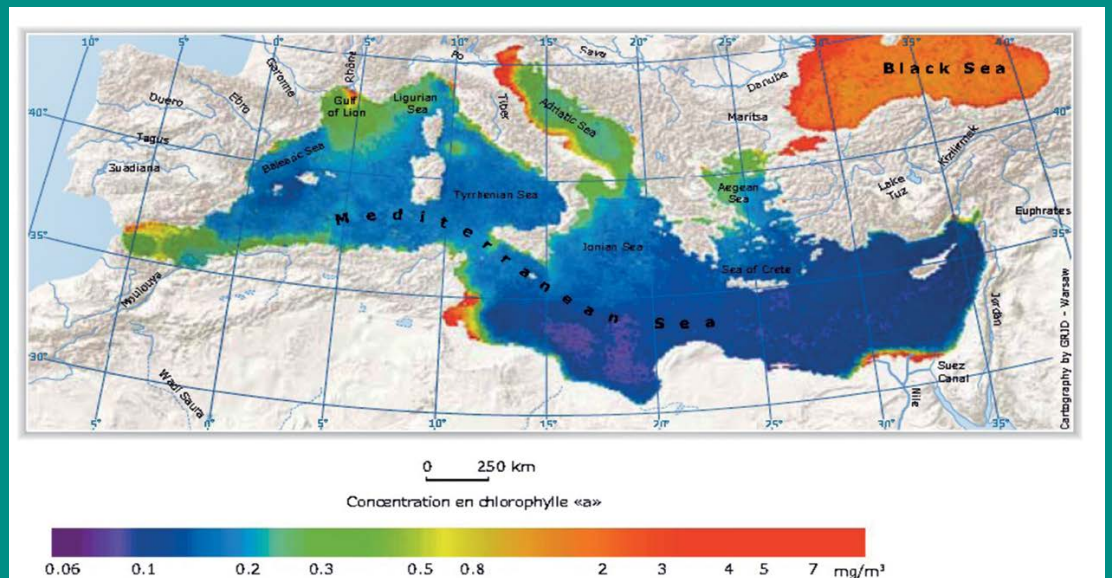 10° 5° 0° 5° 10° 15° 20° 25° 30° 35° 40°
Garonne
Rhône
Po
Sava
Danube
Black Sea
Duero
Ebro
Gulf
of Lion
Ligurian
Sea
Tiber
Adriatic Sea
Maritsa
40°
40°
Tagus
Guadiana
Balearic Sea
Tyrrhenian Sea
Aegean
Sea
Lake
Tuz
Kizilirmek
Euphrates
35°
35°
Mediterranean Sea
Jonian Sea
Sea of Crete
Moulouya
Jordan
30°
Wadi Saura
Suez
Canal
Nile
5° 0° 5° 10° 15° 20° 25° 30° 35°
Cartography by GRID - Warsaw
0 250 km
Concentration en chlorophylle «a»
0.06 0.1 0.2 0.3 0.5 0.8 2 3 4 5 7 mg/m³